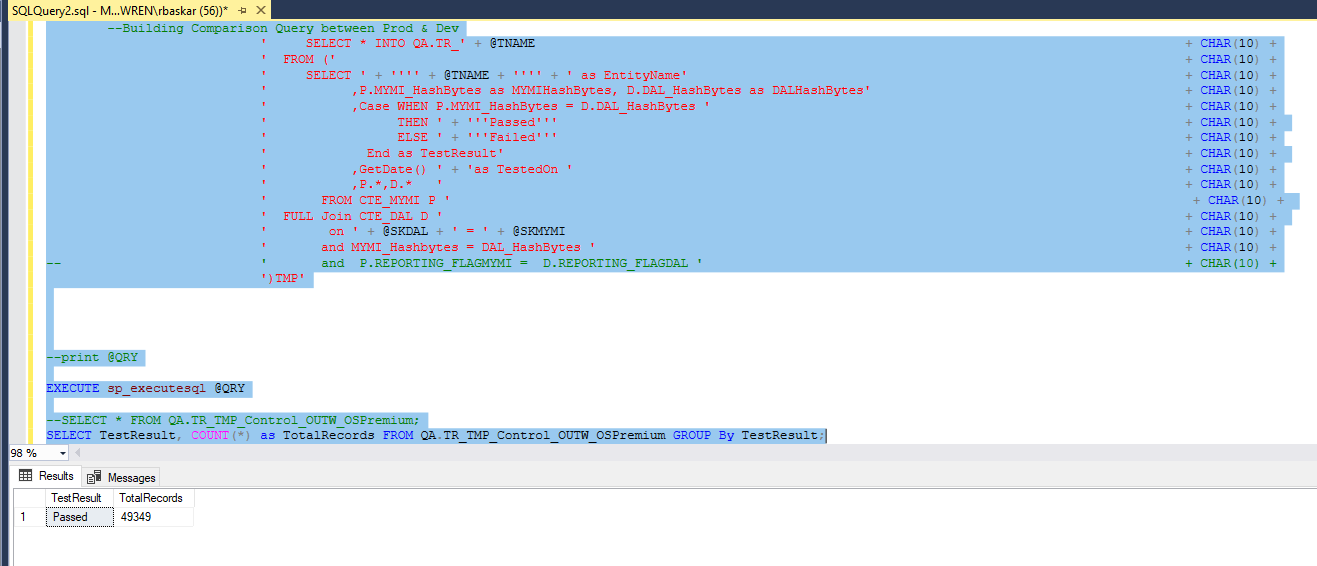 SQLQuery2.sql - M...WREN\rbaskar (56))*
--Building Comparison Query between Prod & Dev
' SELECT * INTO QA.TR_' + @TNAME + CHAR(10) +
' FROM (' + CHAR(10) +
' SELECT ' + '''' + @TNAME + '''' + ' as EntityName' + CHAR(10) +
' ,P.MYMI_HashBytes as MYMIHashBytes, D.DAL_HashBytes as DALHashBytes' + CHAR(10) +
' ,Case WHEN P.MYMI_HashBytes = D.DAL_HashBytes ' + CHAR(10) +
' THEN ' + '''Passed''' + CHAR(10) +
' ELSE ' + '''Failed''' + CHAR(10) +
' End as TestResult' + CHAR(10) +
' ,GetDate() ' + 'as TestedOn ' + CHAR(10) +
' ,P.*,D.* ' + CHAR(10) +
' FROM CTE_MYMI P ' + CHAR(10) +
' FULL Join CTE_DAL D ' + CHAR(10) +
' on ' + @SKDAL + ' = ' + @SKMYMI + CHAR(10) +
' and MYMI_Hashbytes = DAL_HashBytes ' + CHAR(10) +
-- ' and P.REPORTING_FLAGMYMI = D.REPORTING_FLAGDAL ' + CHAR(10) +
')TMP'
--print @QRY
EXECUTE sp_executesql @QRY
--SELECT * FROM QA.TR_TMP_Control_OUTW_OSPremium;
SELECT TestResult, COUNT(*) as TotalRecords FROM QA.TR_TMP_Control_OUTW_OSPremium GROUP By TestResult;
98 %
Results Messages
TestResult TotalRecords
1 Passed 49349